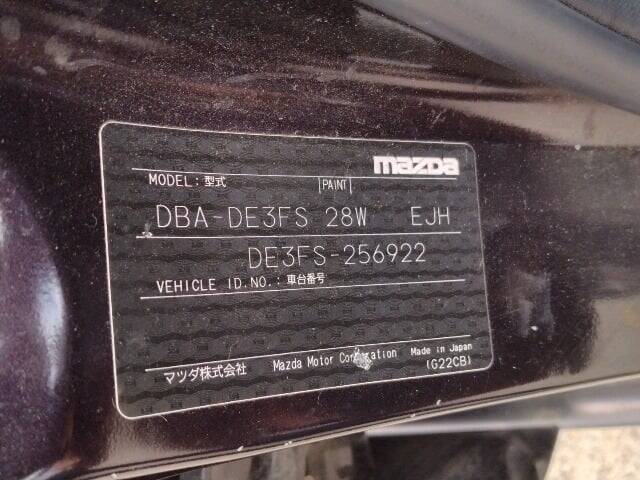 mazda
MODEL: 型式 PAINT
DBA-DE3FS 28W EJH
DE3FS-256922
VEHICLE ID.NO.: 車台番号
マツダ株式会社 Mazda Motor Corporation Made in Japan
(G22CB)